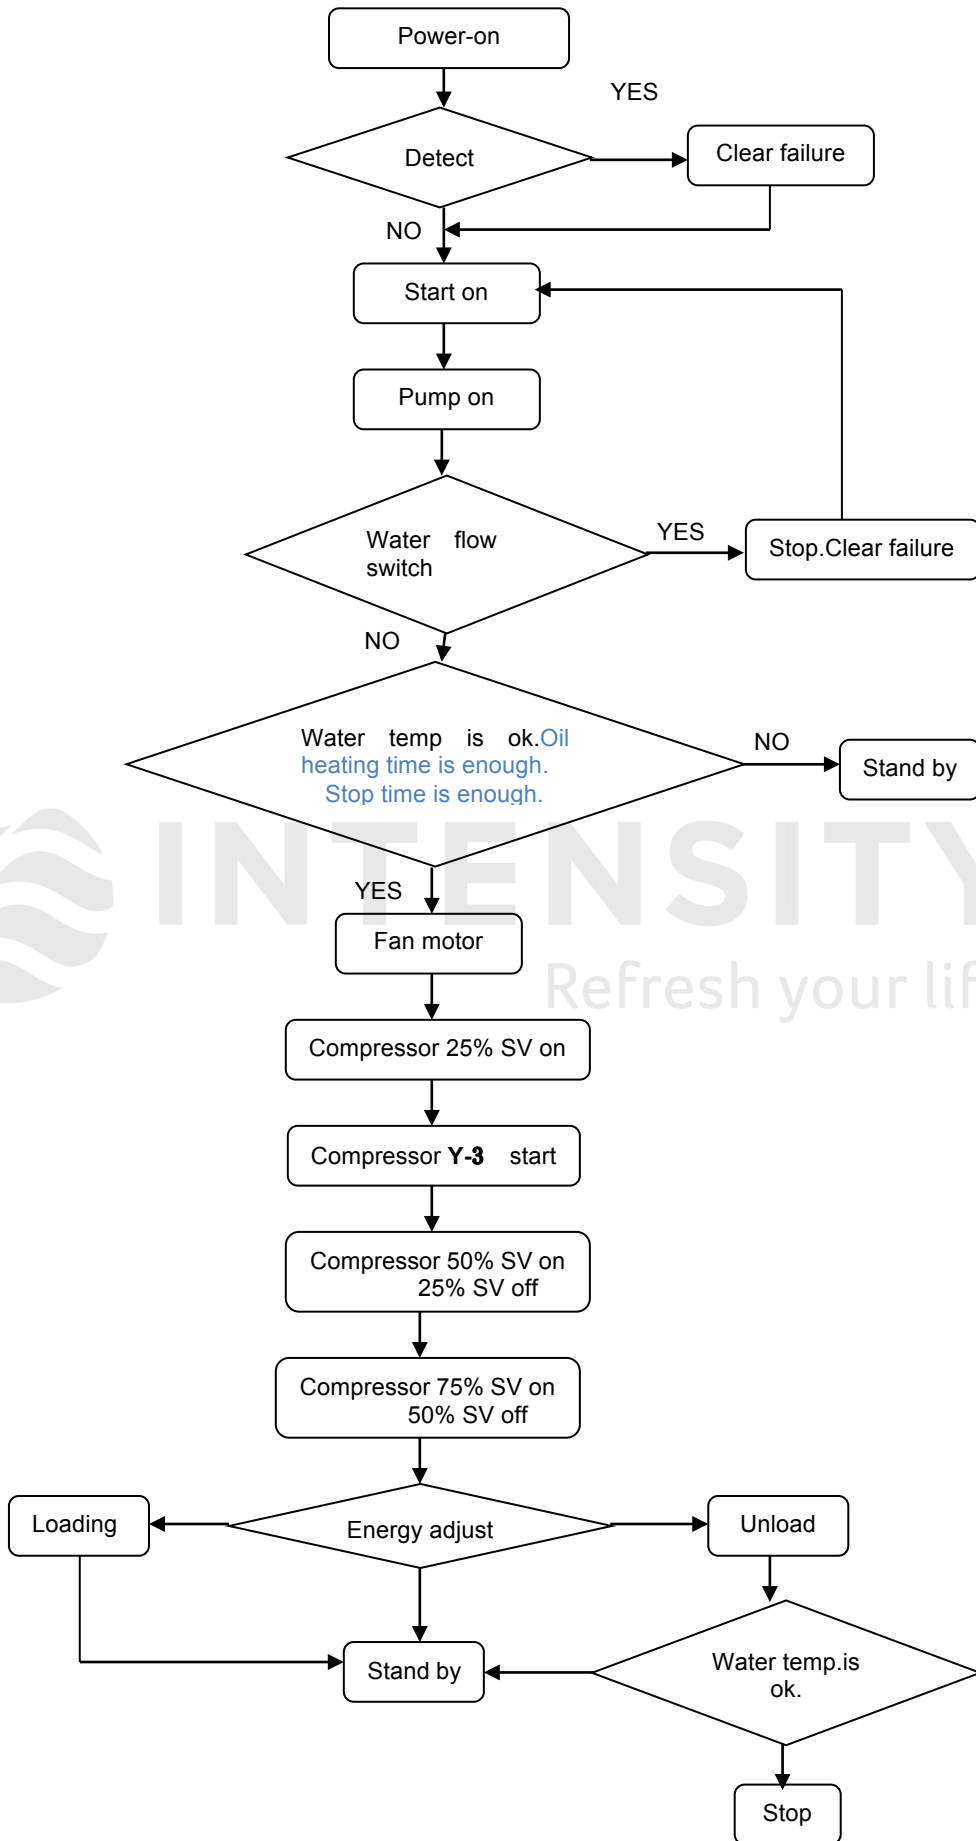 Power-on
YES
Detect
Clear failure
NO
Start on
Pump on
Water flow
switch
YES
Stop.Clear failure
NO
Water temp is ok.Oil
heating time is enough.
Stop time is enough.
NO
Stand by
INTENSITY
YES
Fan motor
Refresh your lif
Compressor 25% SV on
Compressor Y-3 start
Compressor 50% SV on
25% SV off
Compressor 75% SV on
50% SV off
Loading
Energy adjust
Unload
Stand by
Water temp.is
ok.
Stop